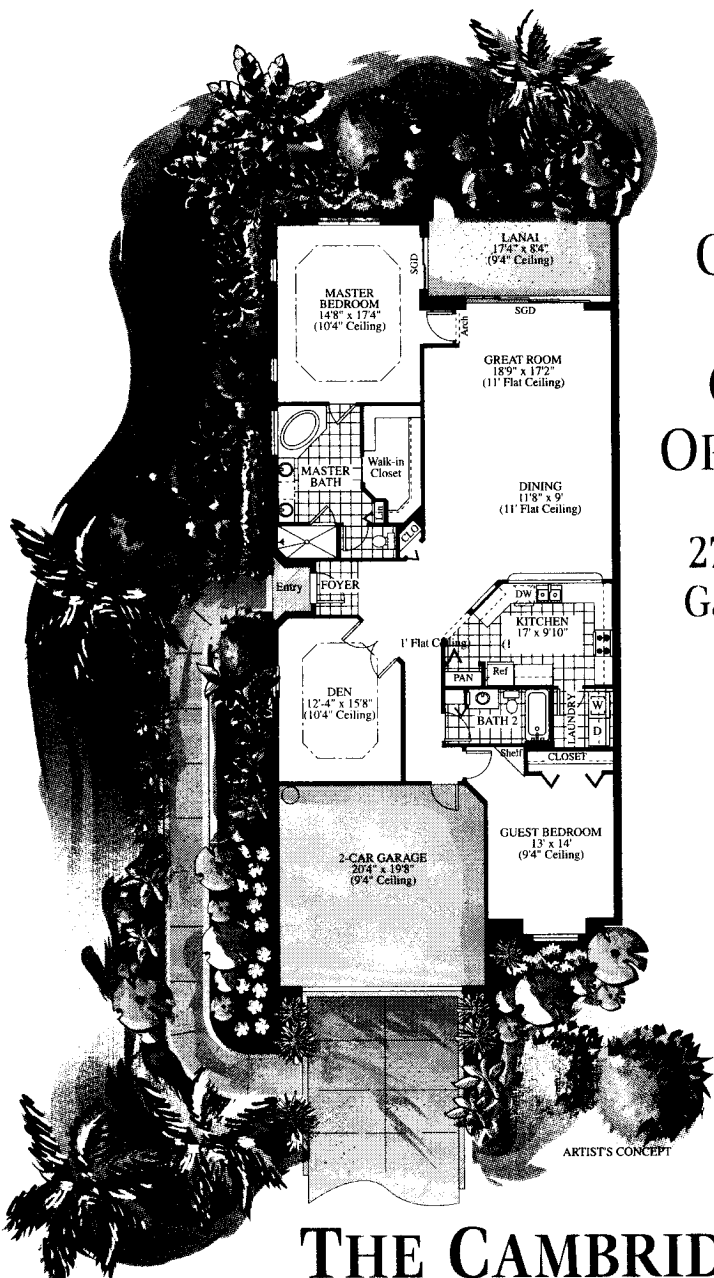 LANAI
17'4" x 8'4"
(9'4" Ceiling)
SGD
SGD
MASTER
BEDROOM
14'8" x 17'4"
(10'4" Ceiling)
Arch
GREAT ROOM
18'9" x 17'2"
(11' Flat Ceiling)
MASTER
BATH
Walk-in
Closet
Lin
CLO
DINING
11'8" x 9'
(11' Flat Ceiling)
Entry
FOYER
DW
KITCHEN
17' x 9'10"
1' Flat Ceiling)
PAN
Ref
DEN
12'-4" x 15'8"
(10'4" Ceiling)
BATH 2
LAUNDRY
W
D
Shelf
CLOSET
GUEST BEDROOM
13' x 14'
(9'4" Ceiling)
2-CAR GARAGE
20'4" x 19'8"
(9'4" Ceiling)
OP
27
ARTIST'S CONCEPT
THE CAMBRID